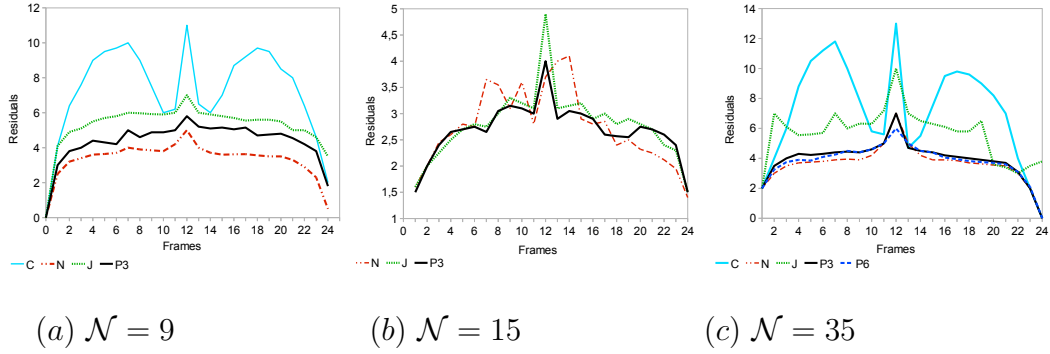 12
10
8
6
4
2
0
Residuals
0 2 4 6 8 10 12 14 16 18 20 22 24
Frames
C N J P3
5
4,5
4
3,5
3
2,5
2
1,5
1
Residuals
0 2 4 6 8 10 12 14 16 18 20 22 24
Frames
N J P3
14
12
10
8
6
4
2
0
Residuals
2 4 6 8 10 12 14 16 18 20 22 24
Frames
C N J P3 P6
(a) 𝒩 = 9
(b) 𝒩 = 15
(c) 𝒩 = 35